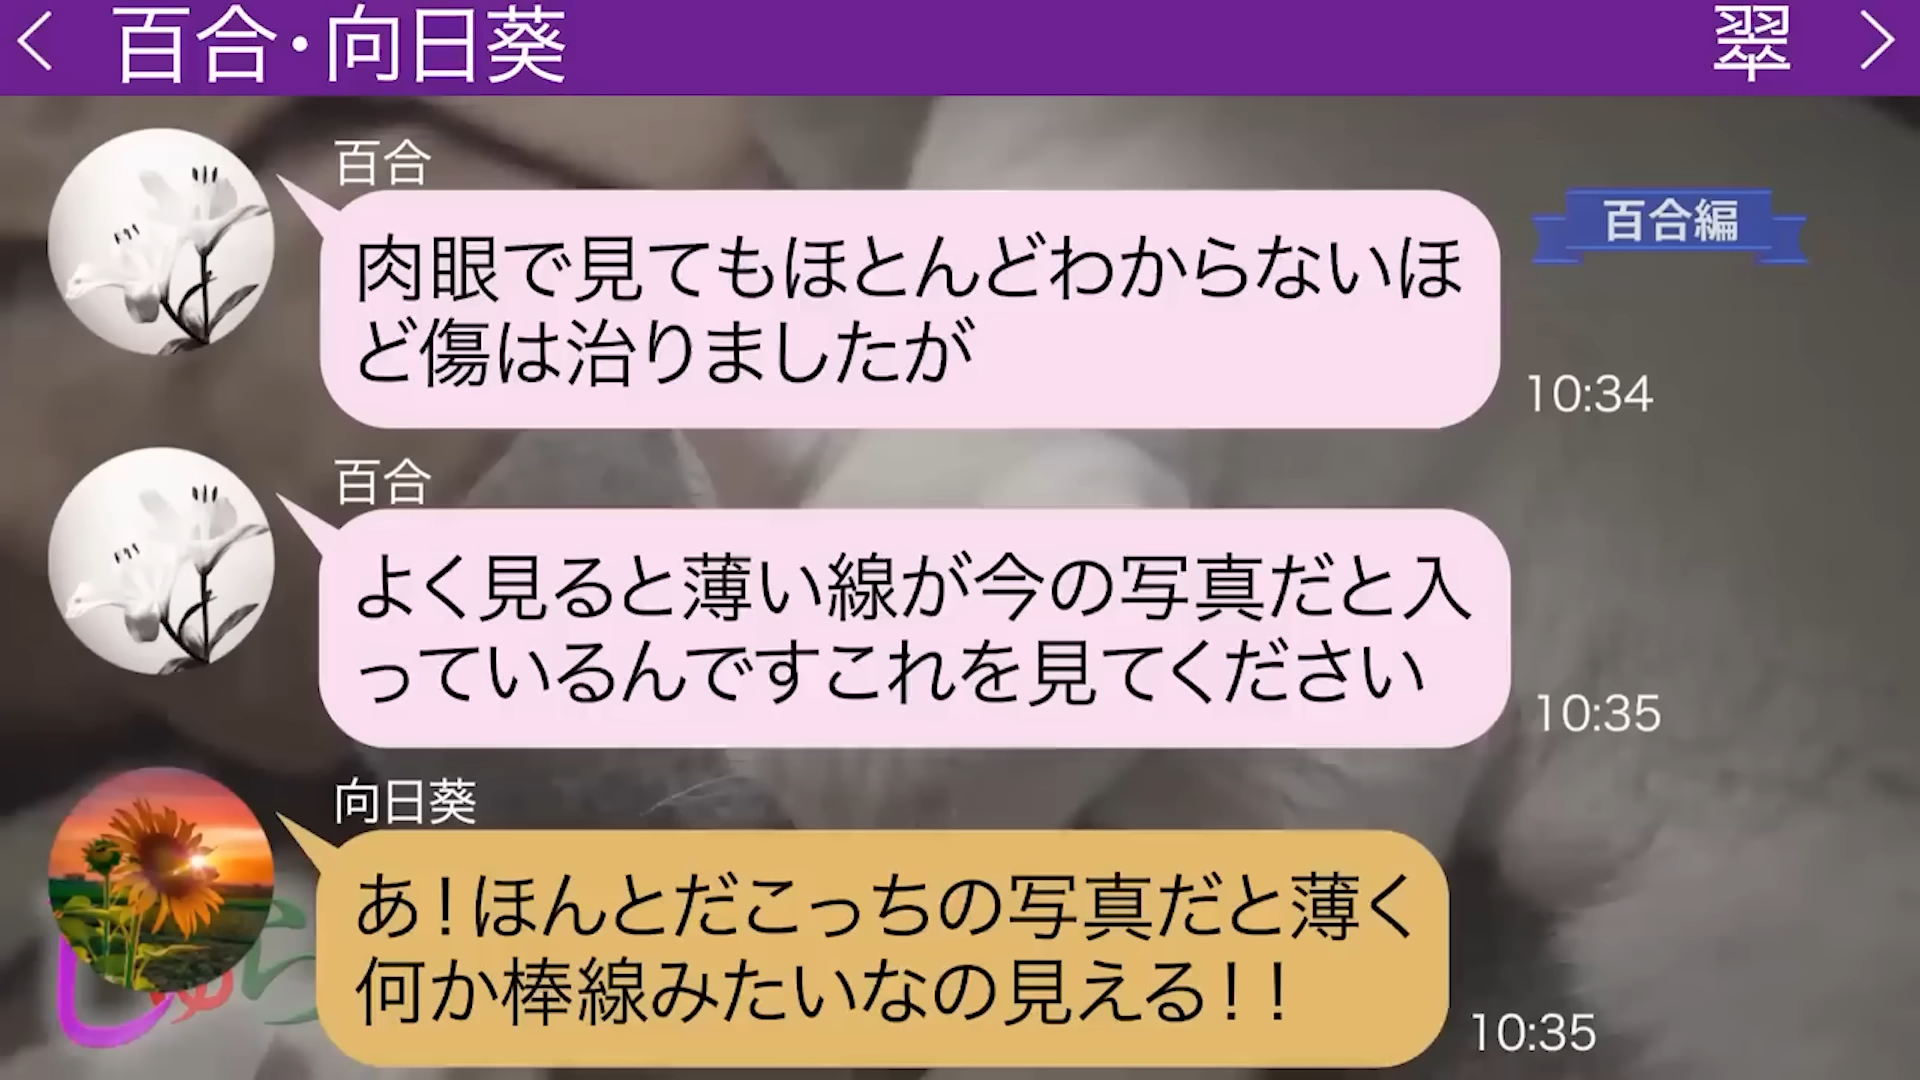 百合・向日葵
翠
百合
肉眼で見てもほとんどわからないほ
ど傷は治りましたが
10:34
百合編
百合
よく見ると薄い線が今の写真だと入
っているんですこれを見てください
10:35
向日葵
あ！ほんとだこっちの写真だと薄く
何か棒線みたいなの見える！！
10:35